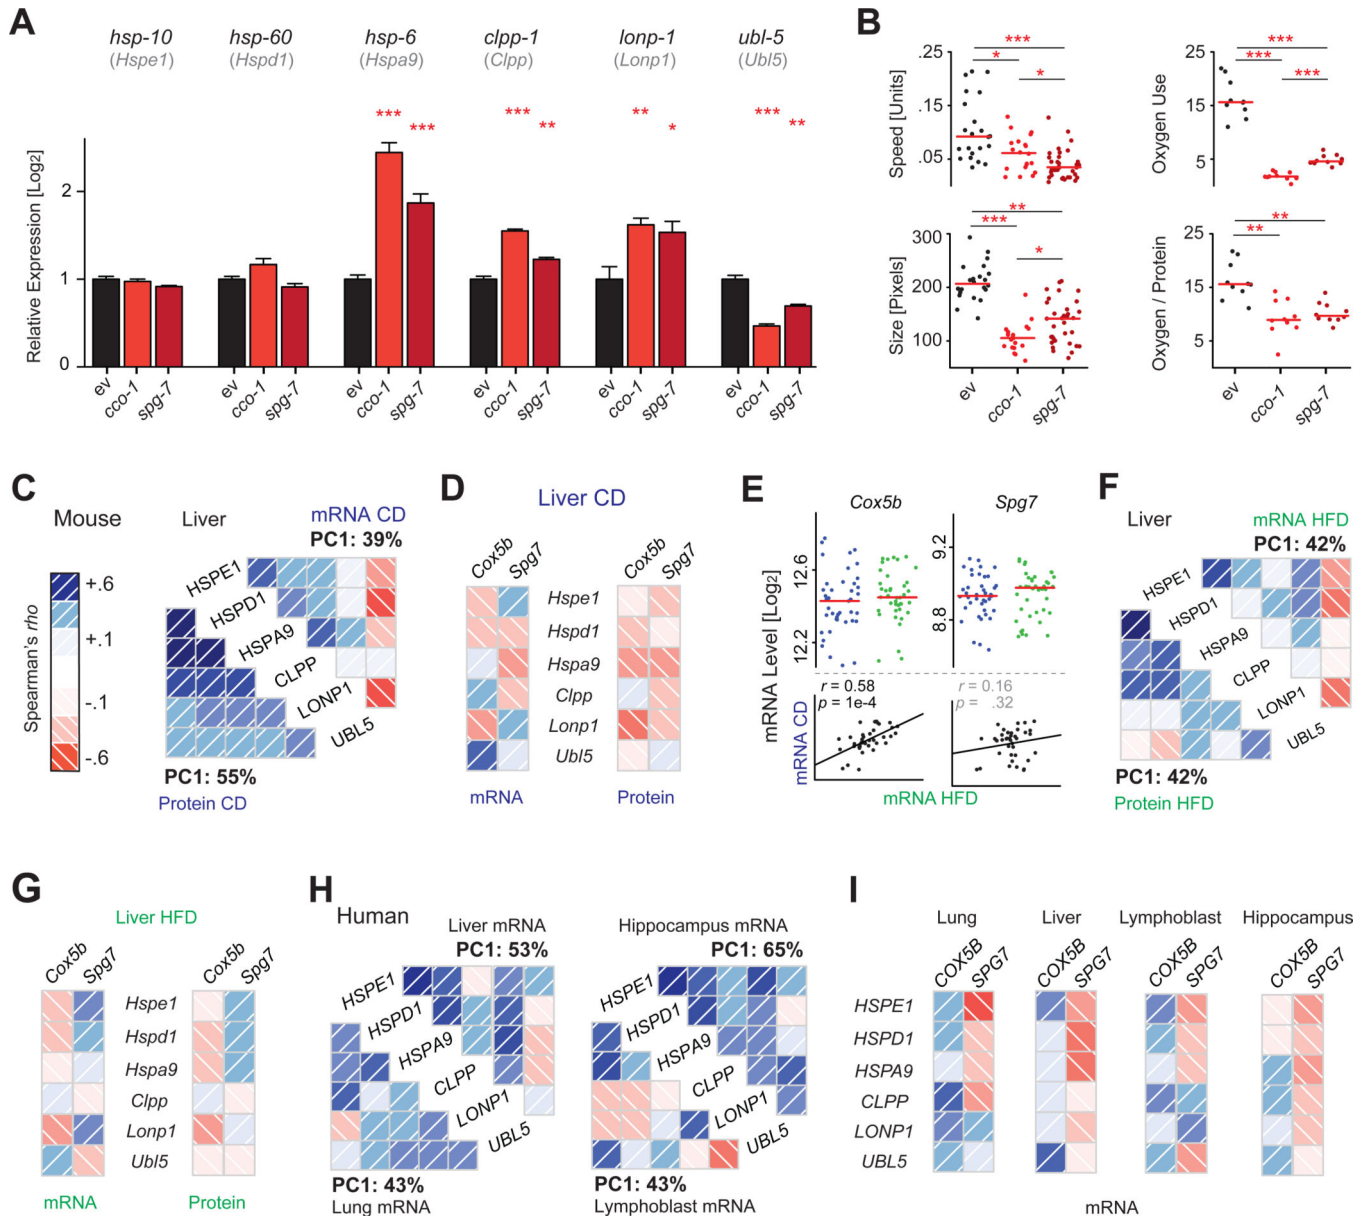 A
hsp-10 hsp-60 hsp-6 clpp-1 lonp-1 ubl-5
(Hspe1) (Hspd1) (Hspa9) (Clpp) (Lonp1) (Ubl5)
*** *** ** *** ** * *** **
Relative Expression [Log2]
2
1
0
ev cco-1 spg-7 ev cco-1 spg-7 ev cco-1 spg-7 ev cco-1 spg-7 ev cco-1 spg-7 ev cco-1 spg-7
B
Speed [Units]
.25
.15
.05
*** * *
Oxygen Use
25
15
5
*** *** ***
Size [Pixels]
300
200
100
** *** *
ev cco-1 spg-7
Oxygen / Protein
25
15
5
** **
ev cco-1 spg-7
C
Mouse
Liver
mRNA CD
PC1: 39%
Spearman's rho
+.6
+.1
-.1
-.6
HSPE1
HSPD1
HSPA9
CLPP
LONP1
UBL5
PC1: 55%
Protein CD
D
Liver CD
Cox5b Spg7 Cox5b Spg7
Hspe1
Hspd1
Hspa9
Clpp
Lonp1
Ubl5
mRNA Protein
E
Cox5b Spg7
mRNA Level [Log2]
12.6
12.2
9.2
8.8
r = 0.58
p = 1e-4
r = 0.16
p = .32
mRNA CD
mRNA HFD
F
Liver
mRNA HFD
PC1: 42%
HSPE1
HSPD1
HSPA9
CLPP
LONP1
UBL5
PC1: 42%
Protein HFD
G
Liver HFD
Cox5b Spg7 Cox5b Spg7
Hspe1
Hspd1
Hspa9
Clpp
Lonp1
Ubl5
mRNA Protein
H
Human
Liver mRNA
PC1: 53%
HSPE1
HSPD1
HSPA9
CLPP
LONP1
UBL5
PC1: 43%
Lung mRNA
Hippocampus mRNA
PC1: 65%
HSPE1
HSPD1
HSPA9
CLPP
LONP1
UBL5
PC1: 43%
Lymphoblast mRNA
I
Lung Liver Lymphoblast Hippocampus
COX5B SPG7 COX5B SPG7 COX5B SPG7 COX5B SPG7
HSPE1
HSPD1
HSPA9
CLPP
LONP1
UBL5
mRNA